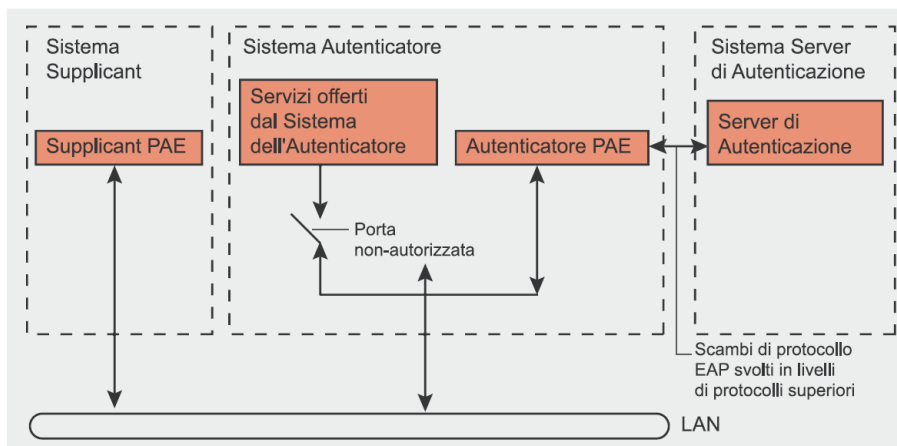 Sistema
Supplicant
Supplicant PAE
Sistema Autenticatore
Servizi offerti
dal Sistema
dell'Autenticatore
Autenticatore PAE
Porta
non-autorizzata
Sistema Server
di Autenticazione
Server di
Autenticazione
Scambi di protocollo
EAP svolti in livelli
di protocolli superiori
LAN